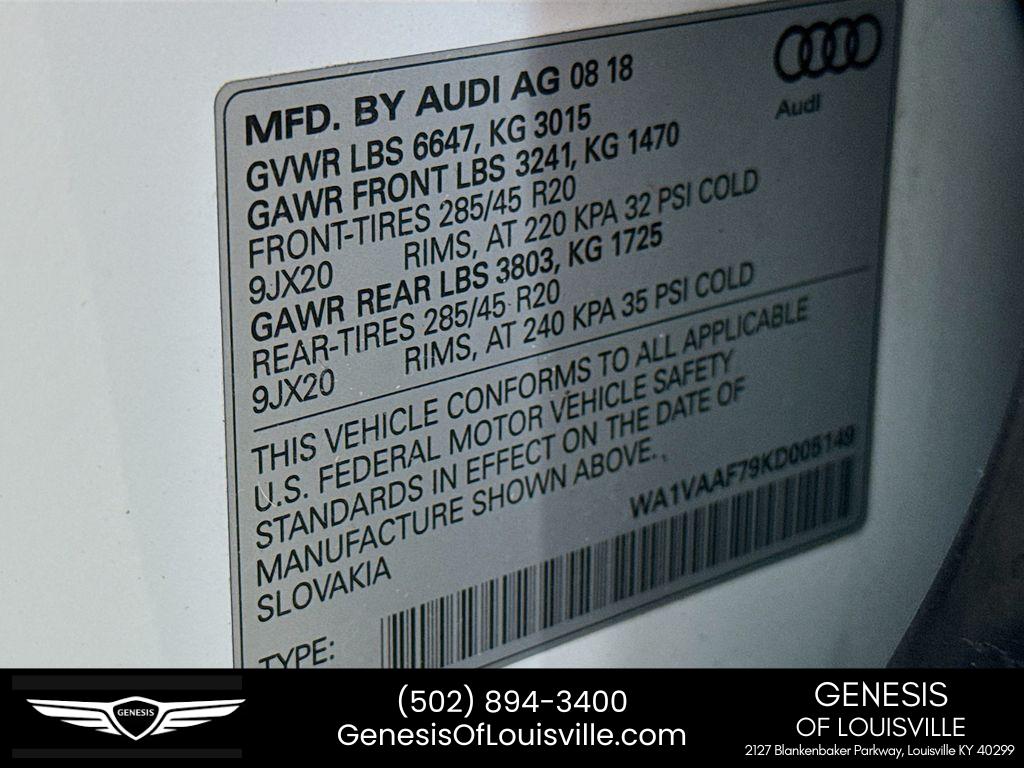 MFD. BY AUDI AG 08 18
Audi
GVWR LBS 6647, KG 3015
GAWR FRONT LBS 3241, KG 1470
FRONT-TIRES 285/45 R20
9JX20 RIMS, AT 220 KPA 32 PSI COLD
GAWR REAR LBS 3803, KG 1725
REAR-TIRES 285/45 R20
9JX20 RIMS, AT 240 KPA 35 PSI COLD
THIS VEHICLE CONFORMS TO ALL APPLICABLE
U.S. FEDERAL MOTOR VEHICLE SAFETY
STANDARDS IN EFFECT ON THE DATE OF
MANUFACTURE SHOWN ABOVE.
SLOVAKIA
WA1VAAF79KD005149
TYPE:
GENESIS
(502) 894-3400
GenesisOfLouisville.com
GENESIS
OF LOUISVILLE
2127 Blankenbaker Parkway, Louisville KY 40299